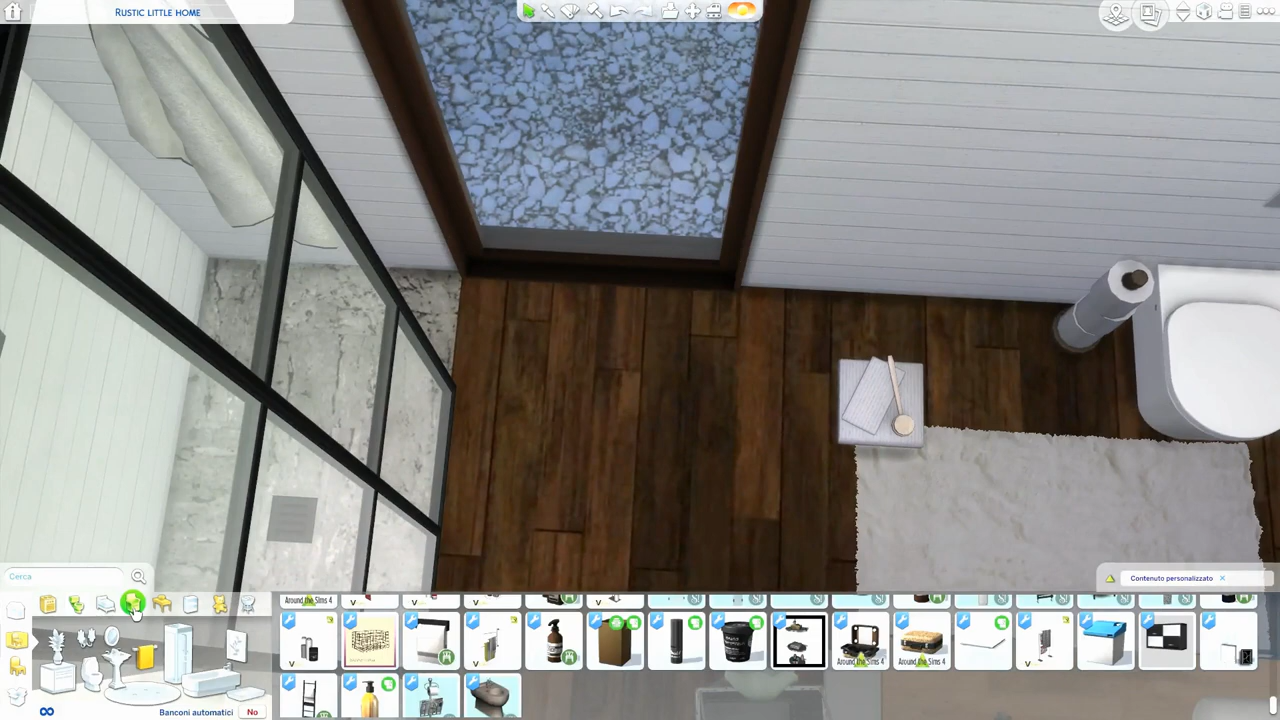 RUSTIC LITTLE HOME
Cerca
Contenuto personalizzato
Around the Sims 4
Around the Sims 4
Around the Sims 4
Banconi automatici No